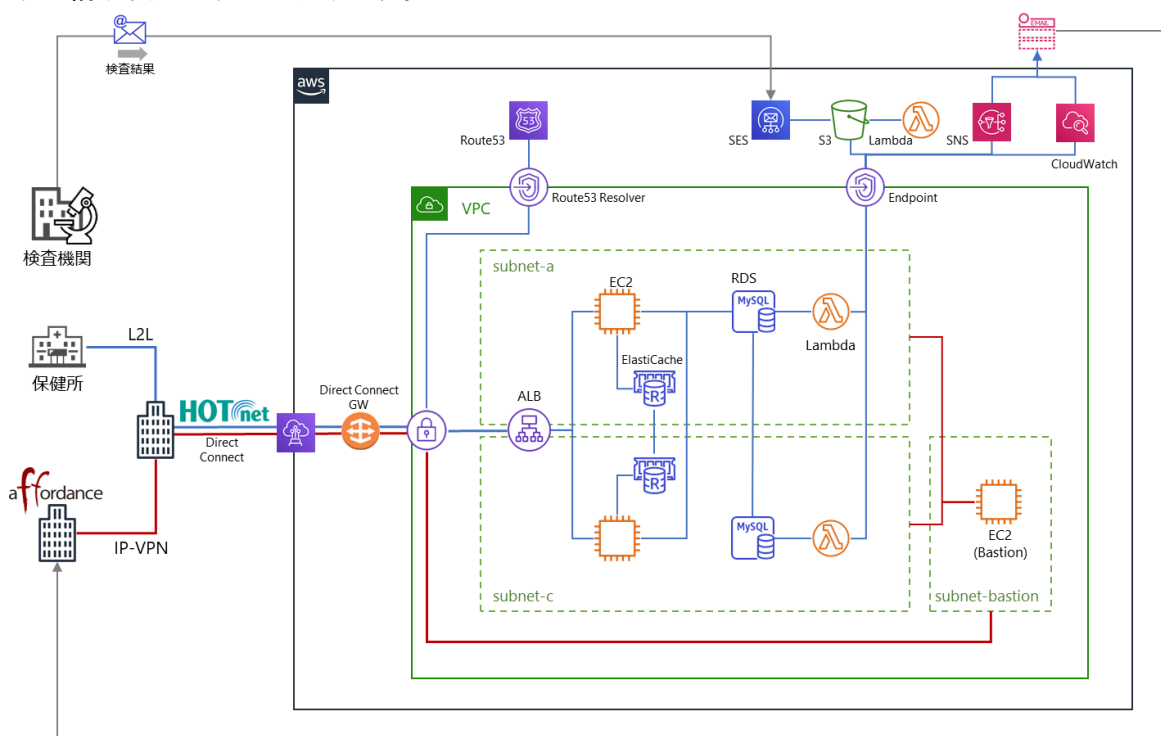 @
検査結果
EMAIL
aws
53
Route53
SES
S3
Lambda
SNS
CloudWatch
Route53 Resolver
Endpoint
VPC
検査機関
subnet-a
EC2
RDS
MySQL
Lambda
L2L
保健所
ElastiCache
R
Direct Connect
GW
ALB
HOTnet
Direct
Connect
R
affordance
IP-VPN
MySQL
EC2
(Bastion)
subnet-c
subnet-bastion